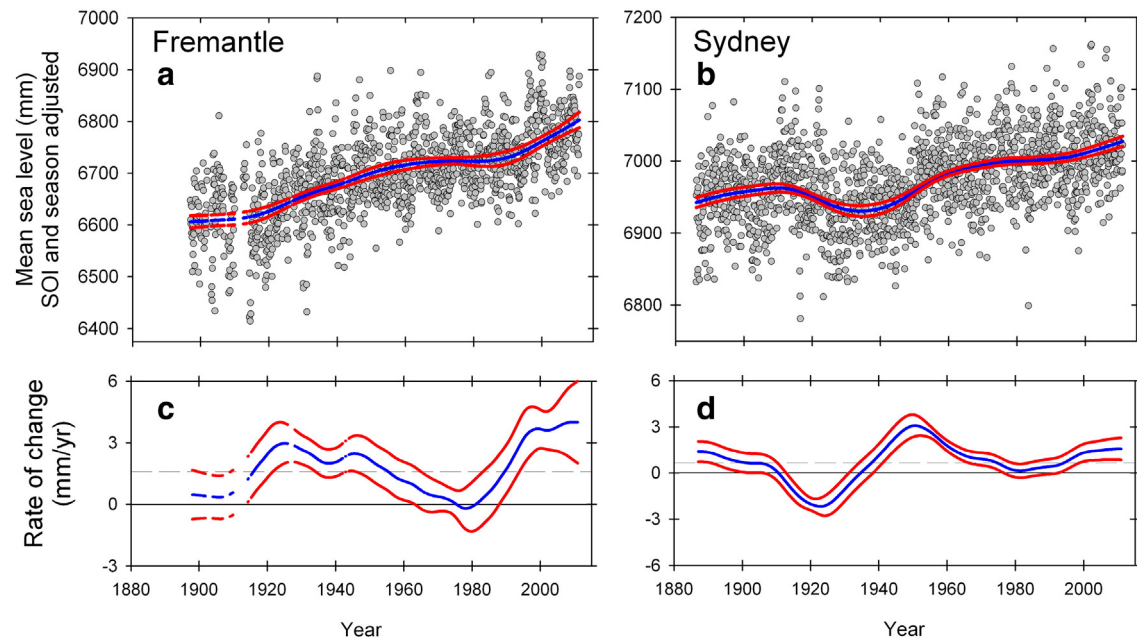 Mean sea level (mm)
SOI and season adjusted
7000
6900
6800
6700
6600
6500
6400
Fremantle
a
7200
7100
7000
6900
6800
Sydney
b
Rate of change
(mm/yr)
6
3
0
-3
c
1880 1900 1920 1940 1960 1980 2000
Year
6
3
0
-3
-6
d
1880 1900 1920 1940 1960 1980 2000
Year